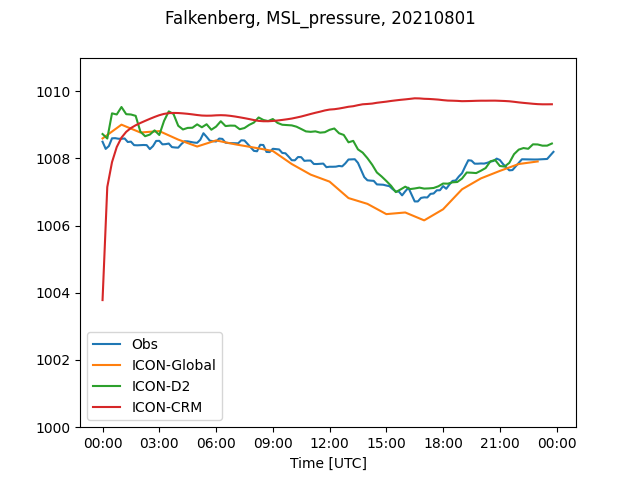 Falkenberg, MSL_pressure, 20210801
1010
1008
1006
1004
1002
1000
Obs
ICON-Global
ICON-D2
ICON-CRM
00:00 03:00 06:00 09:00 12:00 15:00 18:00 21:00 00:00
Time [UTC]